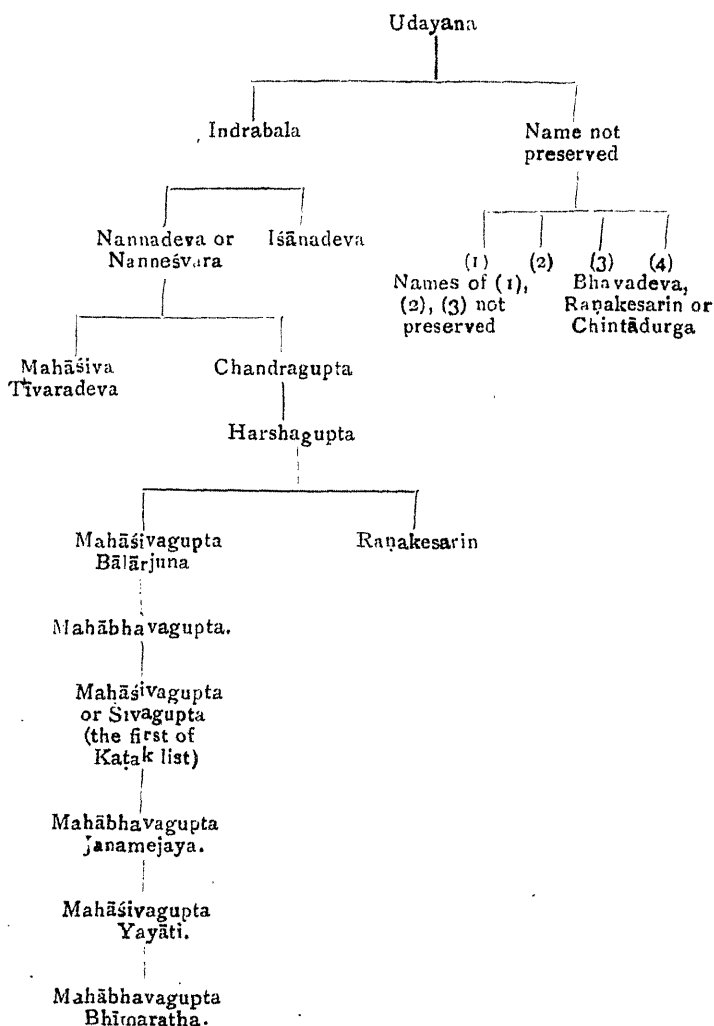 Udayana
Indrabala
Name not
preserved
Nannadeva or
Nanneśvara
Iśānadeva
(1) (2) (3) (4)
Names of (1),
(2), (3) not
preserved
Bhavadeva,
Raṇakesarin or
Chintādurga
Mahāśiva
Tīvaradeva
Chandragupta
Harshagupta
Mahāśivagupta
Bālārjuna
Raṇakesarin
Mahābhavagupta.
Mahāśivagupta
or Śivagupta
(the first of
Kaṭak list)
Mahābhavagupta
Janamejaya.
Mahāśivagupta
Yayāti.
Mahābhavagupta
Bhīmaratha.